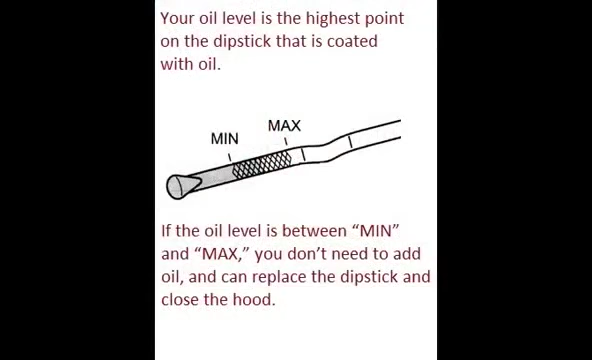 Your oil level is the highest point
on the dipstick that is coated
with oil.
MAX
MIN
If the oil level is between “MIN”
and “MAX,” you don’t need to add
oil, and can replace the dipstick and
close the hood.